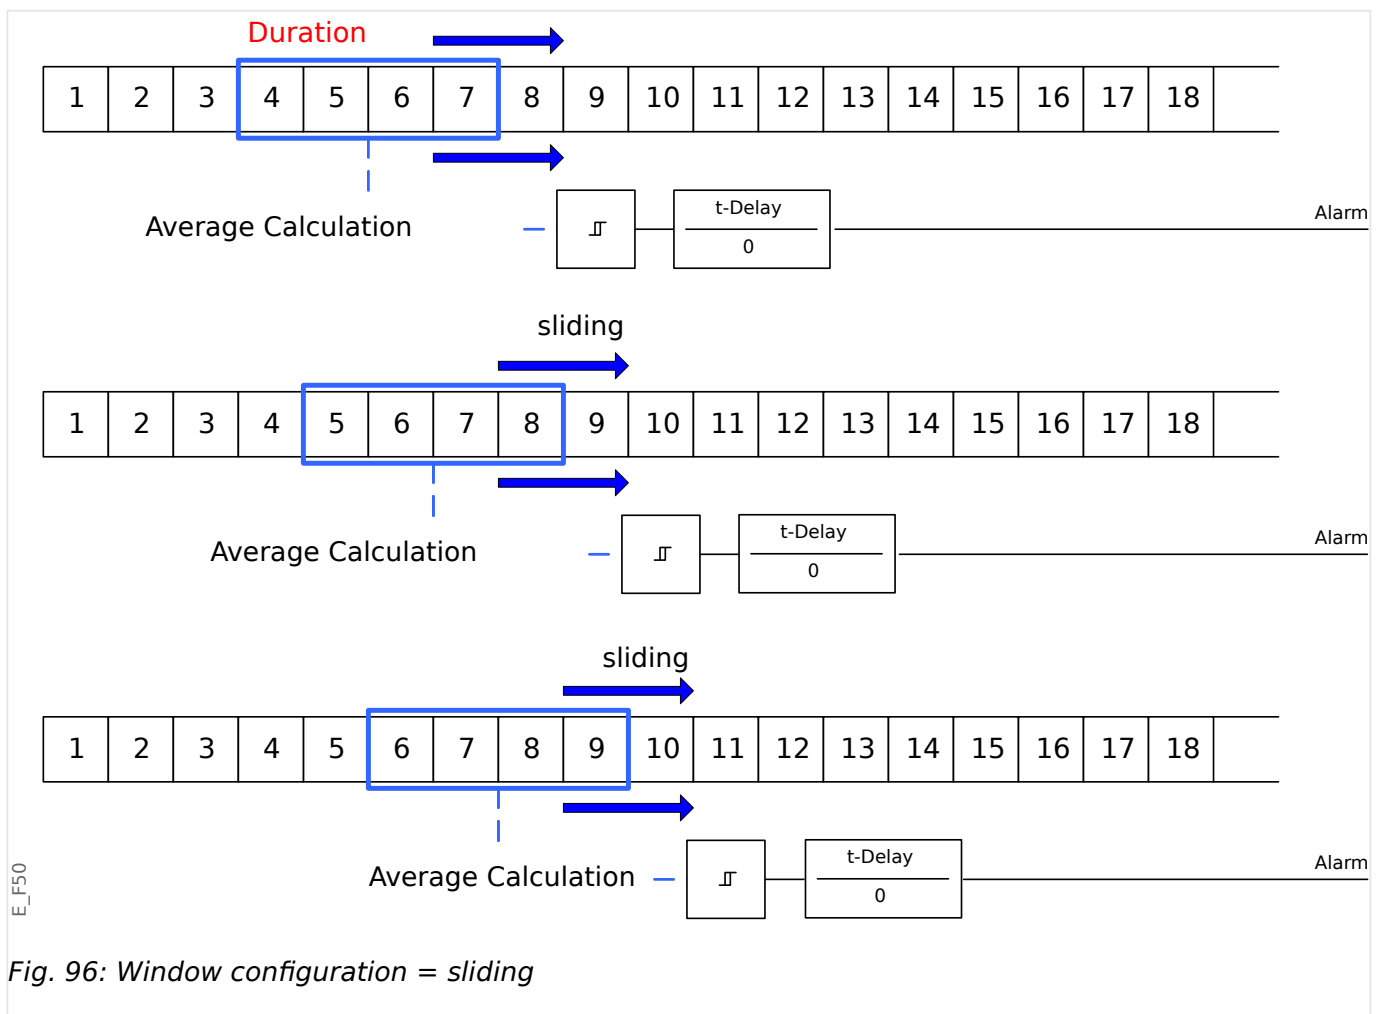 Duration
1 2 3 4 5 6 7 8 9 10 11 12 13 14 15 16 17 18
t-Delay
Alarm
Average Calculation
0
sliding
1 2 3 4 5 6 7 8 9 10 11 12 13 14 15 16 17 18
t-Delay
Alarm
Average Calculation
0
sliding
1 2 3 4 5 6 7 8 9 10 11 12 13 14 15 16 17 18
t-Delay
Alarm
Average Calculation
0
E_F50
Fig. 96: Window configuration = sliding